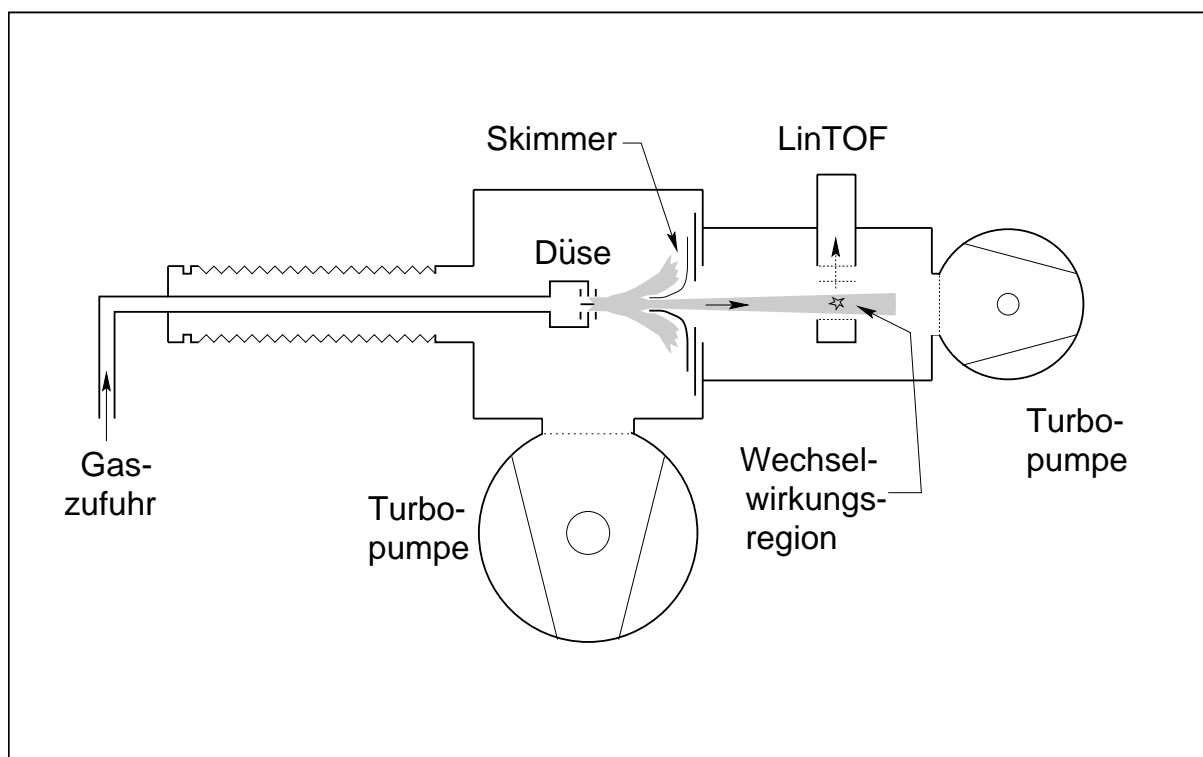 Skimmer
LinTOF
Düse
Gas-
zufuhr
Turbo-
pumpe
Wechsel-
wirkungs-
region
Turbo-
pumpe